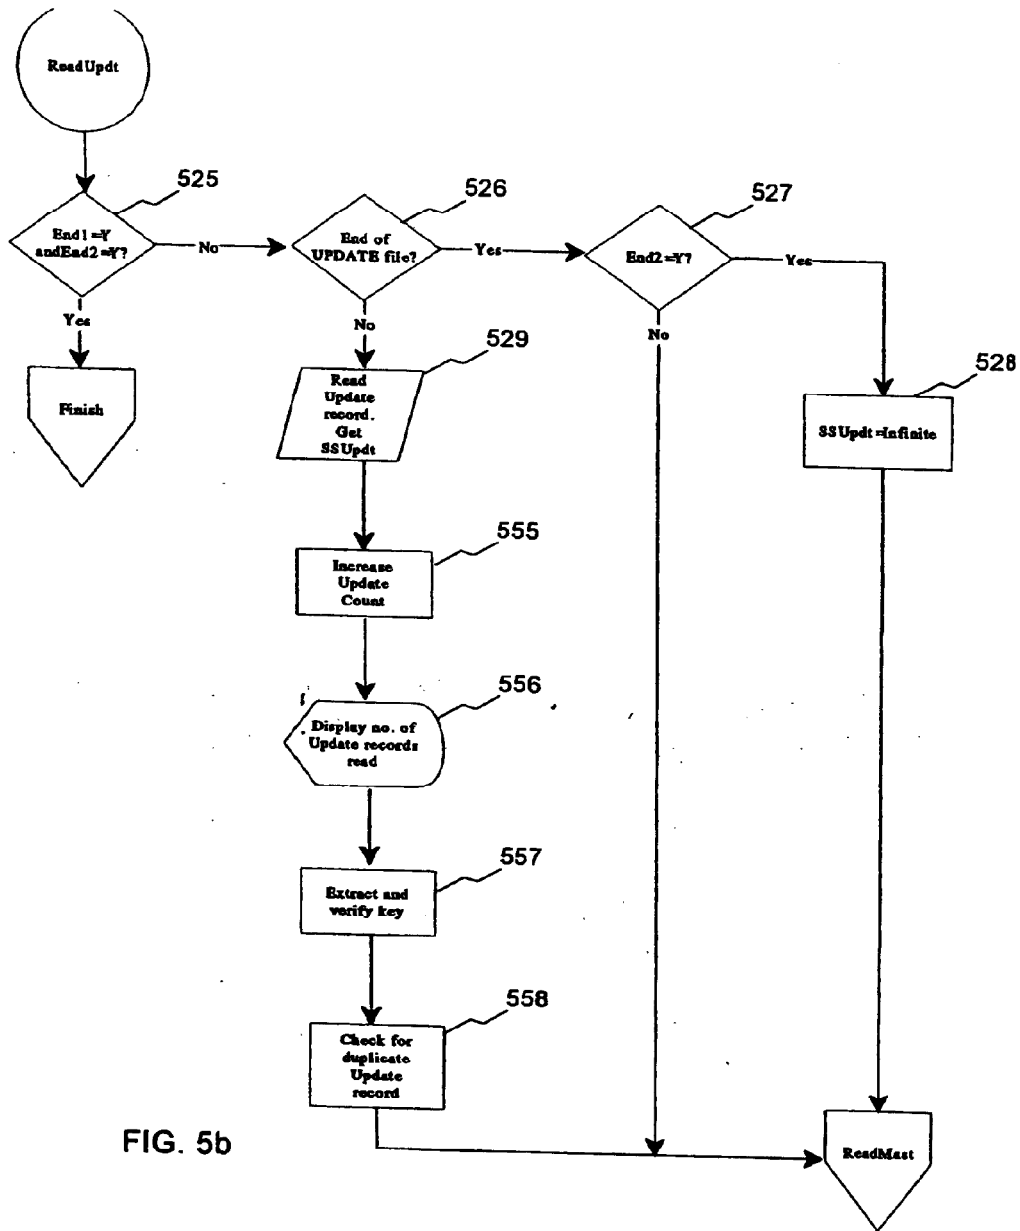 ReadUpdt
525
End1=Y
andEnd2=Y?
No
526
End of
UPDATE file?
Yes
527
End2=Y?
Yes
Yes
No
No
Finish
529
Read
Update
record.
Get
SSUpdt
528
SSUpdt=Infinite
555
Increase
Update
Count
556
Display no. of
Update records
read
557
Extract and
verify key
558
Check for
duplicate
Update
record
FIG. 5b
ReadMast